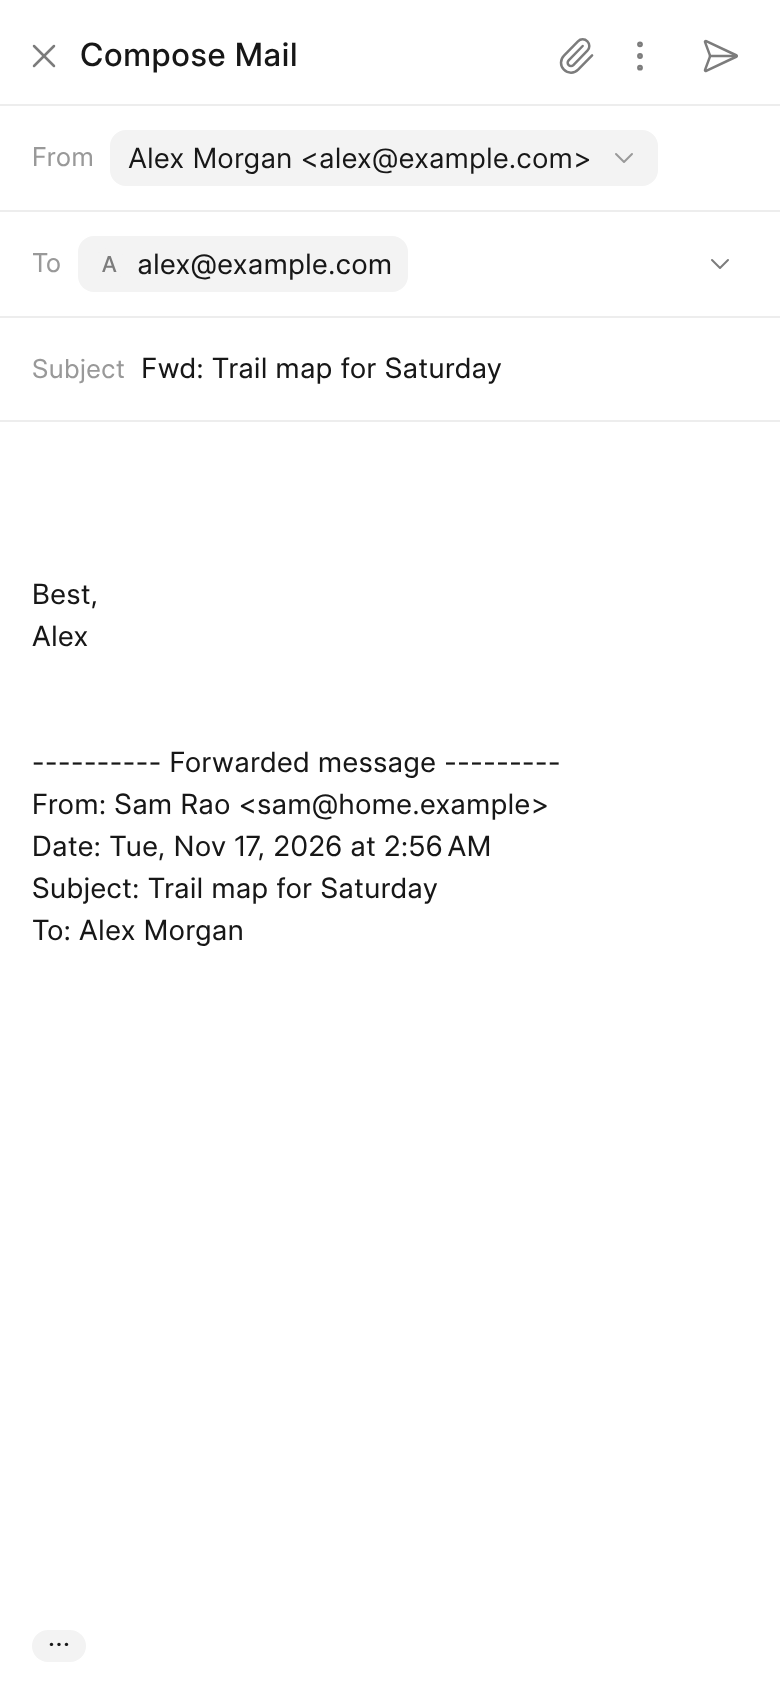 Compose Mail
From Alex Morgan <alex@example.com>
To A alex@example.com
Subject Fwd: Trail map for Saturday
Best,
Alex
---------- Forwarded message ---------
From: Sam Rao <sam@home.example>
Date: Tue, Nov 17, 2026 at 2:56 AM
Subject: Trail map for Saturday
To: Alex Morgan
···